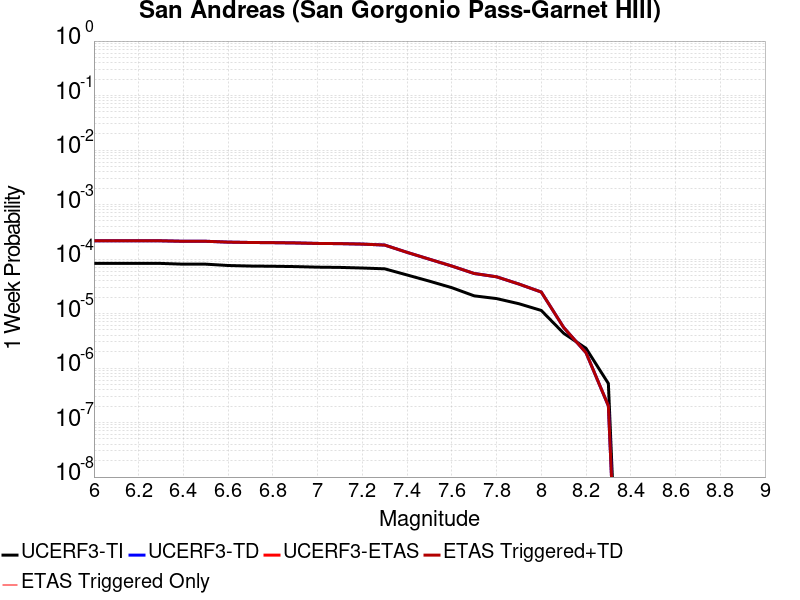 San Andreas (San Gorgonio Pass-Garnet HIll)
10^0
10^-1
10^-2
10^-3
10^-4
10^-5
10^-6
10^-7
10^-8
1 Week Probability
6 6.2 6.4 6.6 6.8 7 7.2 7.4 7.6 7.8 8 8.2 8.4 8.6 8.8 9
Magnitude
UCERF3-TI UCERF3-TD UCERF3-ETAS ETAS Triggered+TD
ETAS Triggered Only